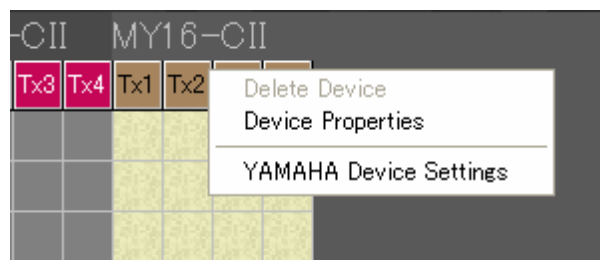 -CII MY16-CII
Tx3 Tx4 Tx1 Tx2
Delete Device
Device Properties
YAMAHA Device Settings